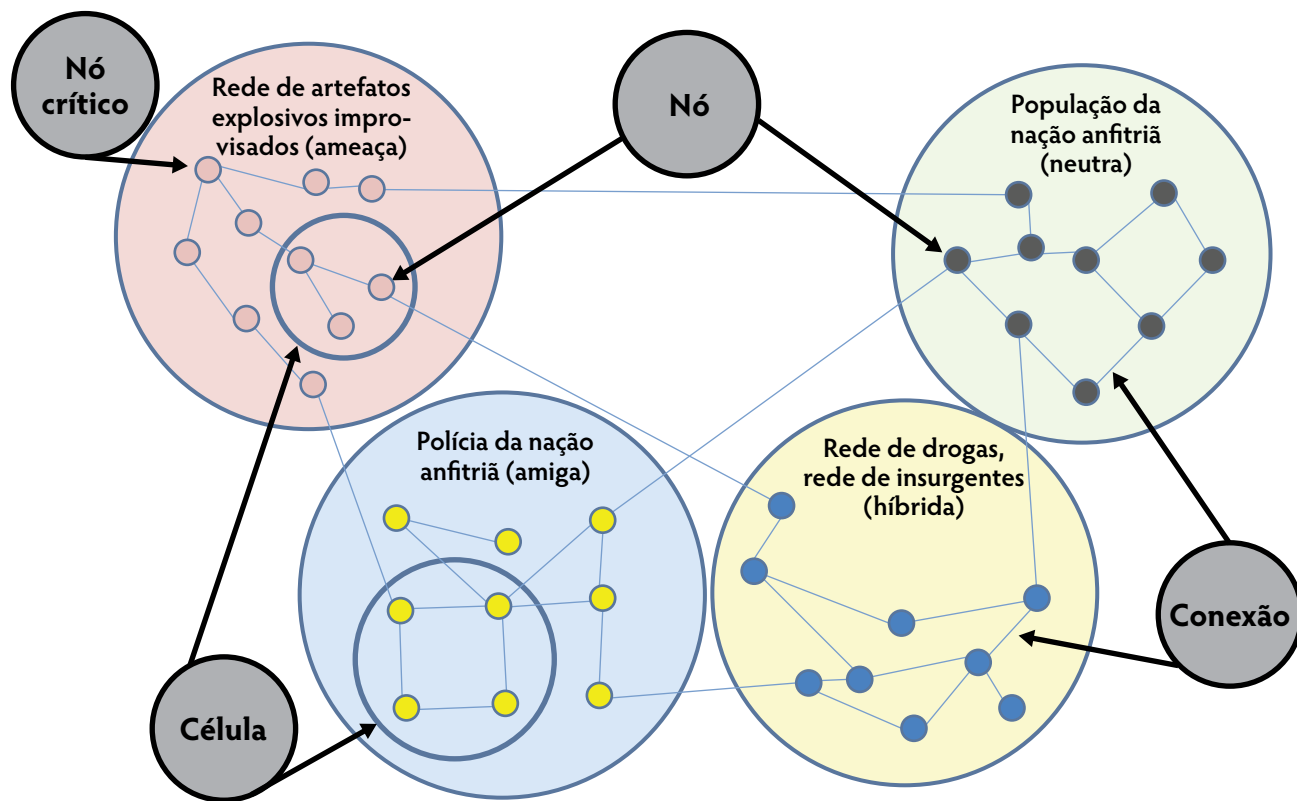 Nó
crítico
Rede de artefatos
explosivos impro-
visados (ameaça)
Nó
População da
nação anfitriã
(neutra)
Polícia da nação
anfitriã (amiga)
Rede de drogas,
rede de insurgentes
(híbrida)
Conexão
Célula